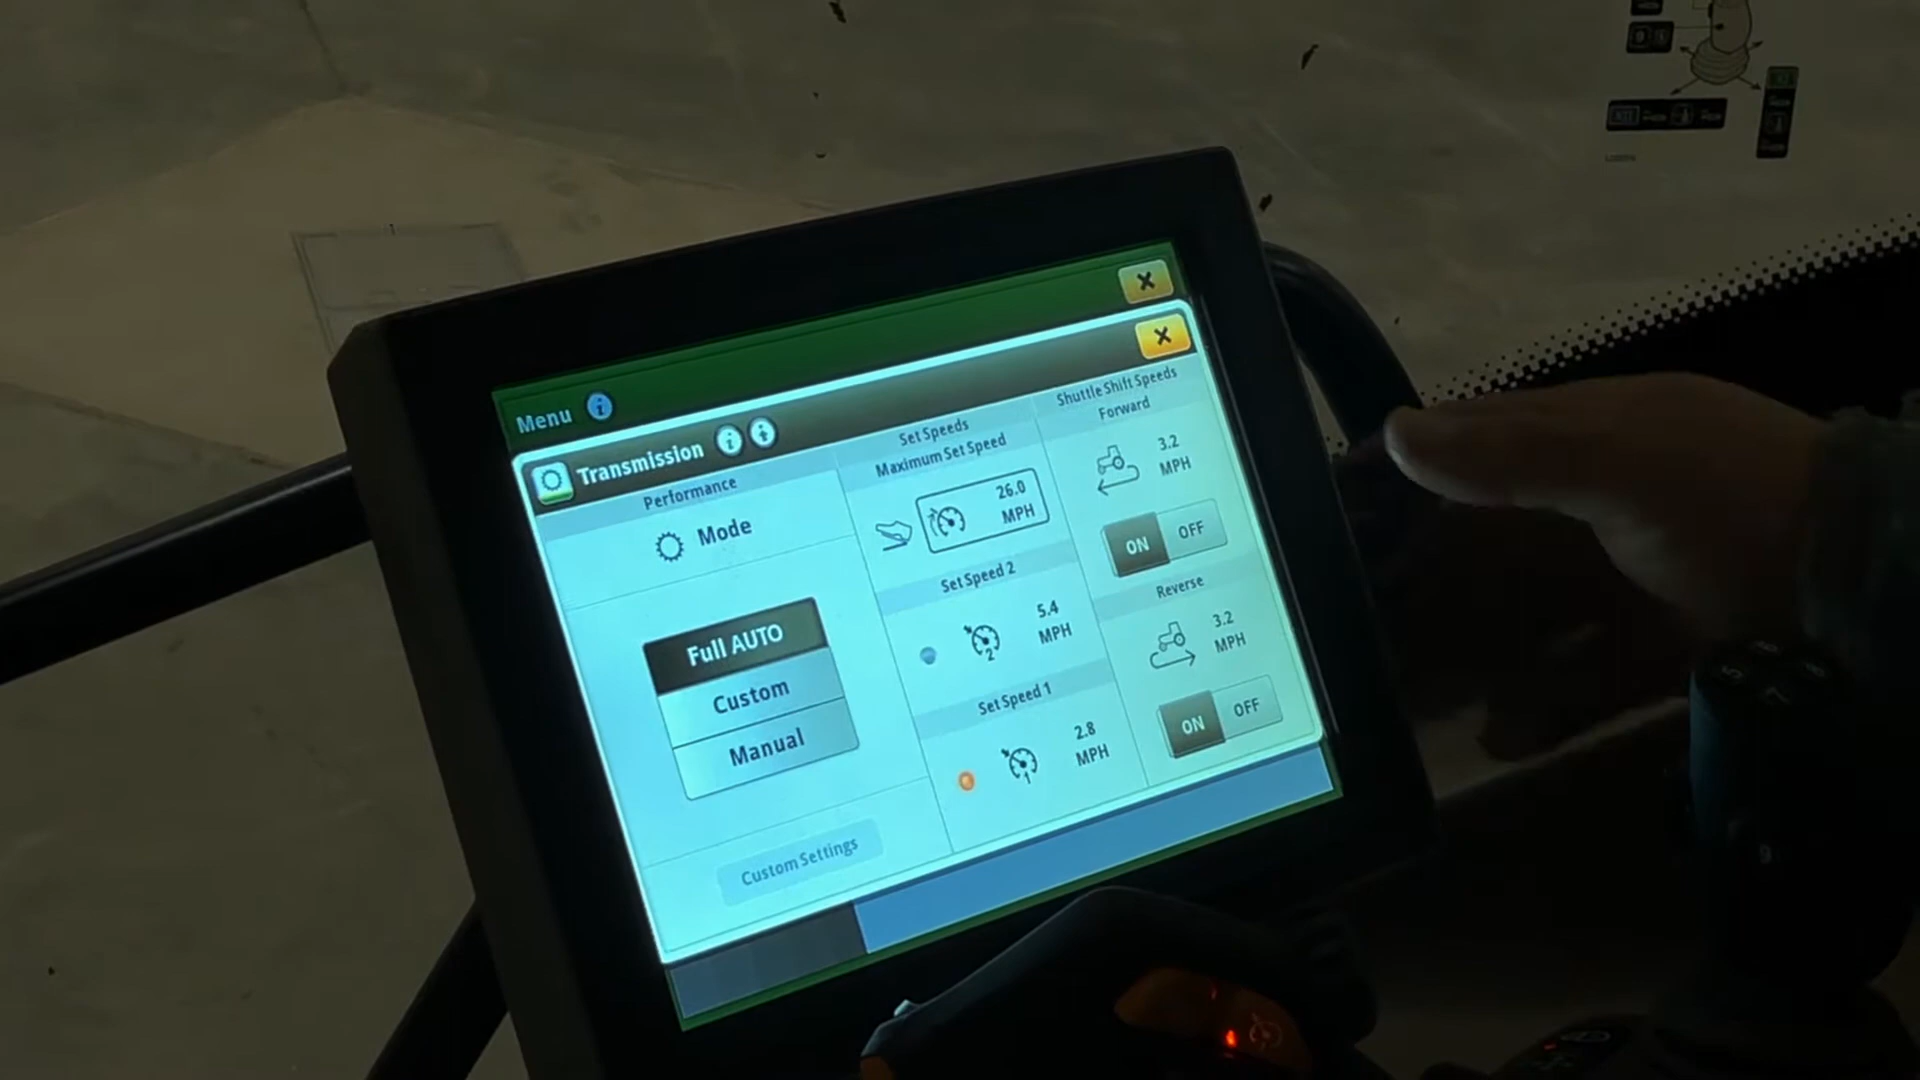 Menu
Transmission
Performance
Mode
Full AUTO
Custom
Manual
Custom Settings
Set Speeds
Maximum Set Speed
26.0
MPH
Set Speed 2
2
5.4
MPH
Set Speed 1
1
2.8
MPH
Shuttle Shift Speeds
Forward
3.2
MPH
ON OFF
Reverse
3.2
MPH
ON OFF